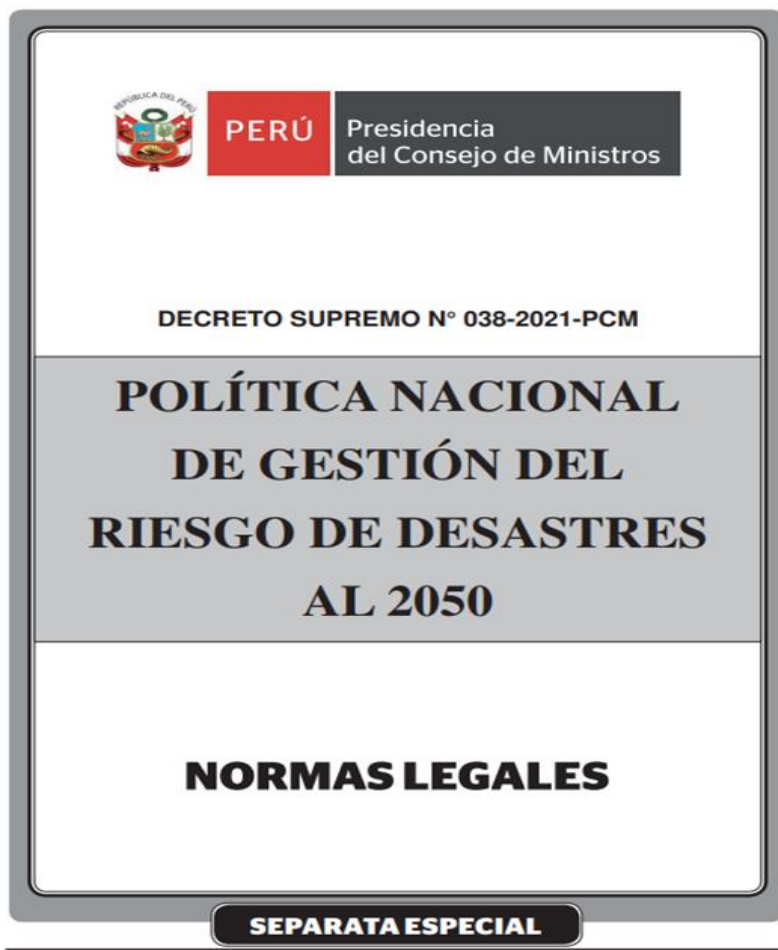 REPÚBLICA DEL PERÚ
PERÚ
Presidencia
del Consejo de Ministros
DECRETO SUPREMO N° 038-2021-PCM
POLÍTICA NACIONAL
DE GESTIÓN DEL
RIESGO DE DESASTRES
AL 2050
NORMAS LEGALES
SEPARATA ESPECIAL